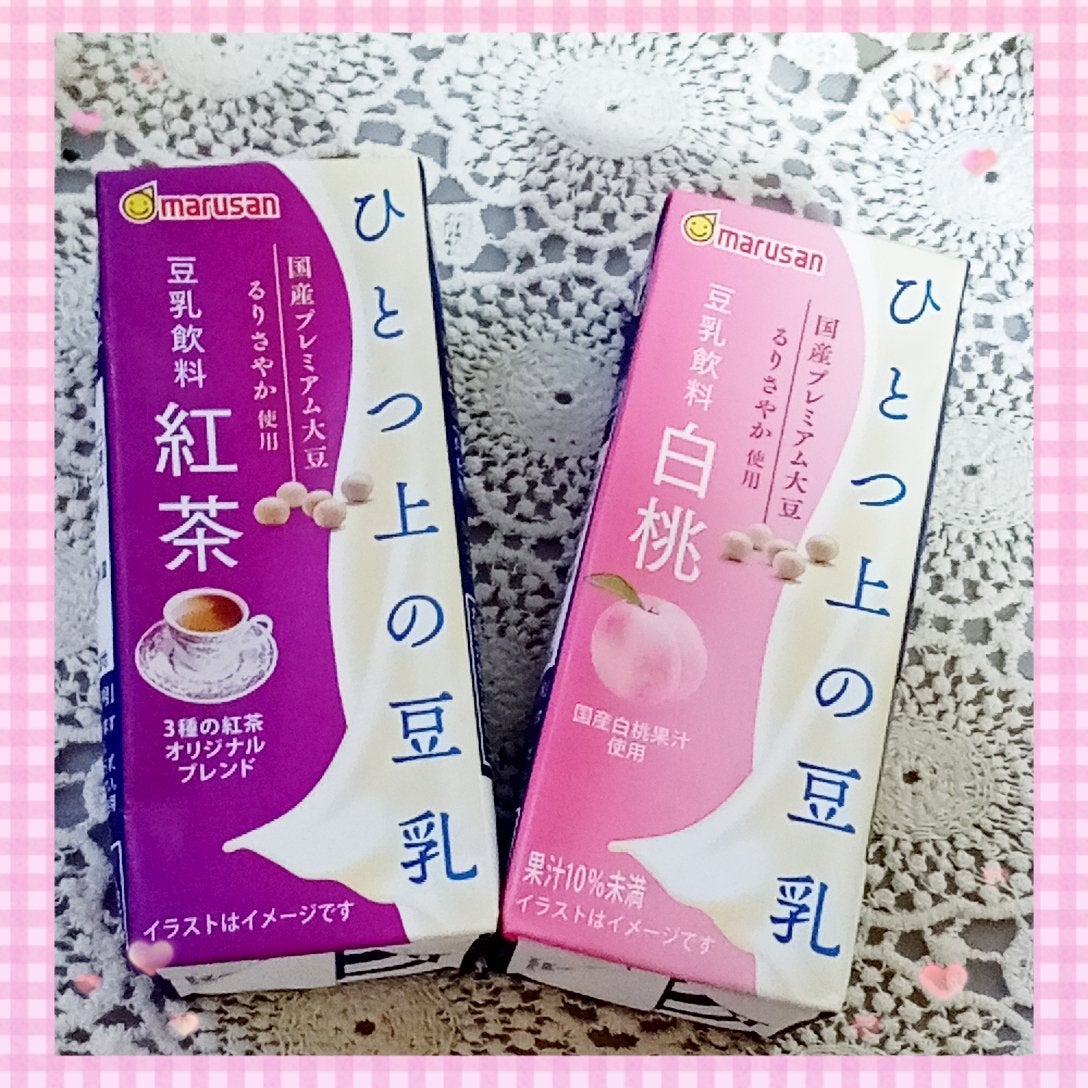 marusan
ひとつ上の豆乳
国産プレミアム大豆
るりさやか使用
豆乳飲料
紅茶
3種の紅茶
オリジナル
ブレンド
イラストはイメージです
marusan
ひとつ上の豆乳
国産プレミアム大豆
るりさやか使用
豆乳飲料
白桃
国産白桃果汁
使用
果汁10%未満
イラストはイメージです